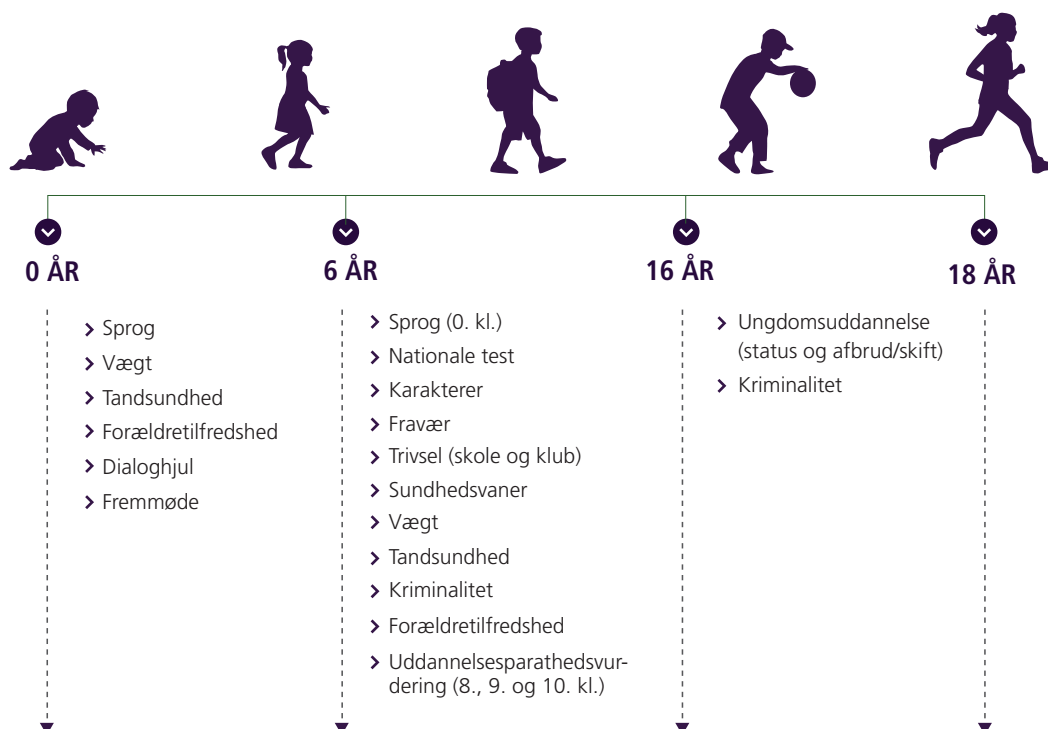 0 ÅR
6 ÅR
16 ÅR
18 ÅR
Sprog
Vægt
Tandsundhed
Forældretilfredshed
Dialoghjul
Fremmøde
Sprog (0. kl.)
Nationale test
Karakterer
Fravær
Trivsel (skole og klub)
Sundhedsvaner
Vægt
Tandsundhed
Kriminalitet
Forældretilfredshed
Uddannelsesparathedsvur-
dering (8., 9. og 10. kl.)
Ungdomsuddannelse
(status og afbrud/skift)
Kriminalitet